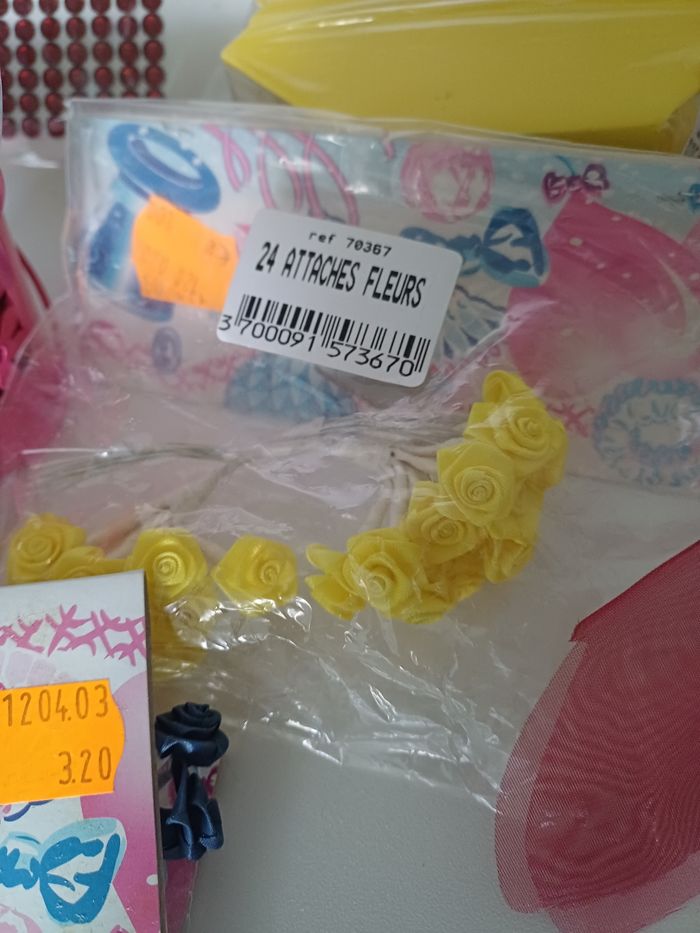 ref 70367
24 ATTACHES FLEURS
3 700091 573670
1204.03
3.20